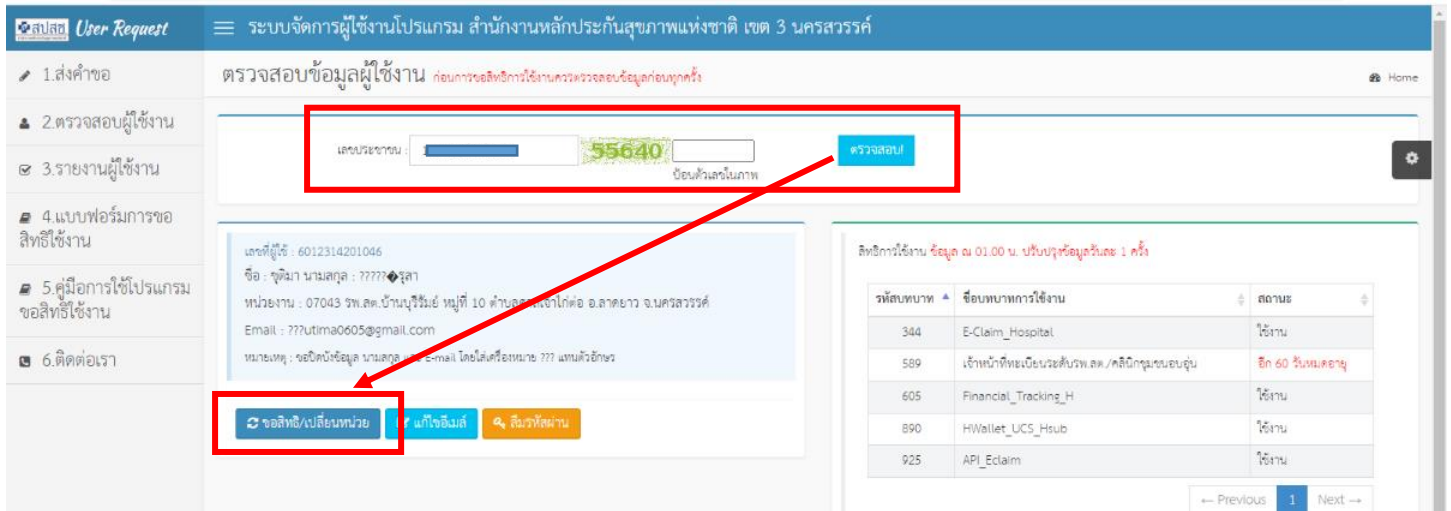 สปสช. User Request
ระบบจัดการผู้ใช้งานโปรแกรม สำนักงานหลักประกันสุขภาพแห่งชาติ เขต 3 นครสวรรค์
1.ส่งคำขอ
2.ตรวจสอบผู้ใช้งาน
3.รายงานผู้ใช้งาน
4.แบบฟอร์มการขอ
สิทธิใช้งาน
5.คู่มือการใช้โปรแกรม
ขอสิทธิใช้งาน
6.ติดต่อเรา
ตรวจสอบข้อมูลผู้ใช้งาน ก่อนการขอสิทธิการใช้งานควรตรวจสอบข้อมูลก่อนทุกครั้ง
Home
เลขประชาชน :
55640
ป้อนตัวเลขในภาพ
ตรวจสอบ!
เลขที่ผู้ใช้ : 6012314201046
ชื่อ : ชุติมา นามสกุล : ?????�รุลา
หน่วยงาน : 07043 รพ.สต.บ้านบุรีรัมย์ หมู่ที่ 10 ตำบล อ.ลาดยาว จ.นครสวรรค์
Email : ???utima0605@gmail.com
หมายเหตุ : ขอปิดบังข้อมูล นามสกุล และ E-mail โดยใส่เครื่องหมาย ??? แทนตัวอักษร
ขอสิทธิ/เปลี่ยนหน่วย
แก้ไขอีเมล์
ลืมรหัสผ่าน
สิทธิการใช้งาน ข้อมูล ณ 01.00 น. ปรับปรุงข้อมูลวันละ 1 ครั้ง
รหัสบทบาท ชื่อบทบาทการใช้งาน สถานะ
344 E-Claim_Hospital ใช้งาน
589 เจ้าหน้าที่ทะเบียนระดับรพ.สต./คลินิกชุมชนอบอุ่น อีก 60 วันหมดอายุ
605 Financial_Tracking_H ใช้งาน
890 HWallet_UCS_Hsub ใช้งาน
925 API_Eclaim ใช้งาน
← Previous 1 Next →